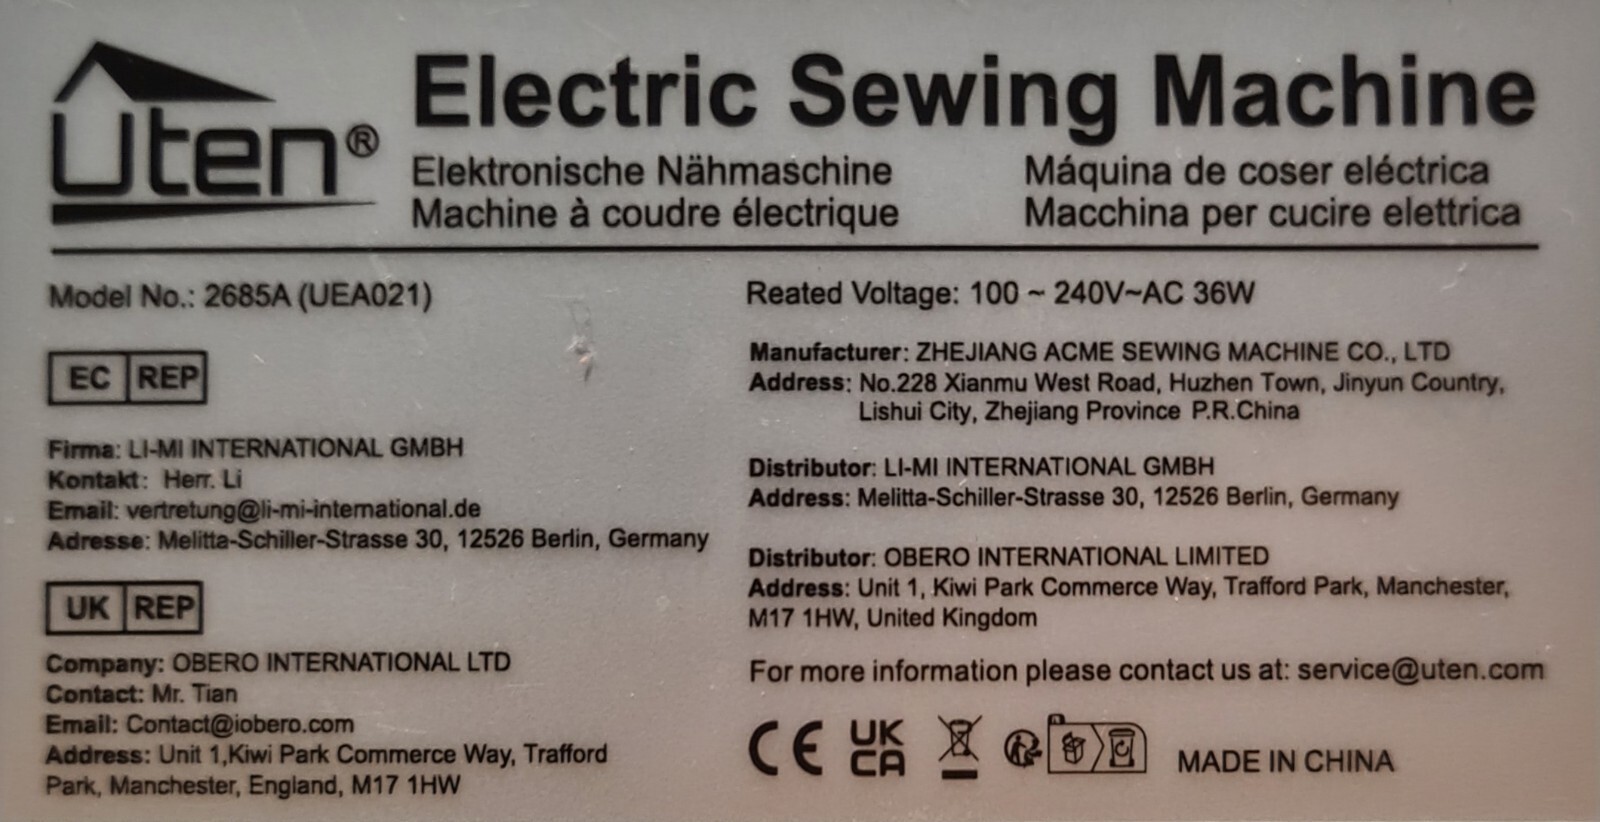 Uten®
Electric Sewing Machine
Elektronische Nähmaschine
Máquina de coser eléctrica
Machine à coudre électrique
Macchina per cucire elettrica
Model No.: 2685A (UEA021)
EC REP
Firma: LI-MI INTERNATIONAL GMBH
Kontakt: Herr. Li
Email: vertretung@li-mi-international.de
Adresse: Melitta-Schiller-Strasse 30, 12526 Berlin, Germany
UK REP
Company: OBERO INTERNATIONAL LTD
Contact: Mr. Tian
Email: Contact@iobero.com
Address: Unit 1,Kiwi Park Commerce Way, Trafford
Park, Manchester, England, M17 1HW
Reated Voltage: 100 ~ 240V~AC 36W
Manufacturer: ZHEJIANG ACME SEWING MACHINE CO., LTD
Address: No.228 Xianmu West Road, Huzhen Town, Jinyun Country,
Lishui City, Zhejiang Province P.R.China
Distributor: LI-MI INTERNATIONAL GMBH
Address: Melitta-Schiller-Strasse 30, 12526 Berlin, Germany
Distributor: OBERO INTERNATIONAL LIMITED
Address: Unit 1, Kiwi Park Commerce Way, Trafford Park, Manchester,
M17 1HW, United Kingdom
For more information please contact us at: service@uten.com
CE UK CA MADE IN CHINA